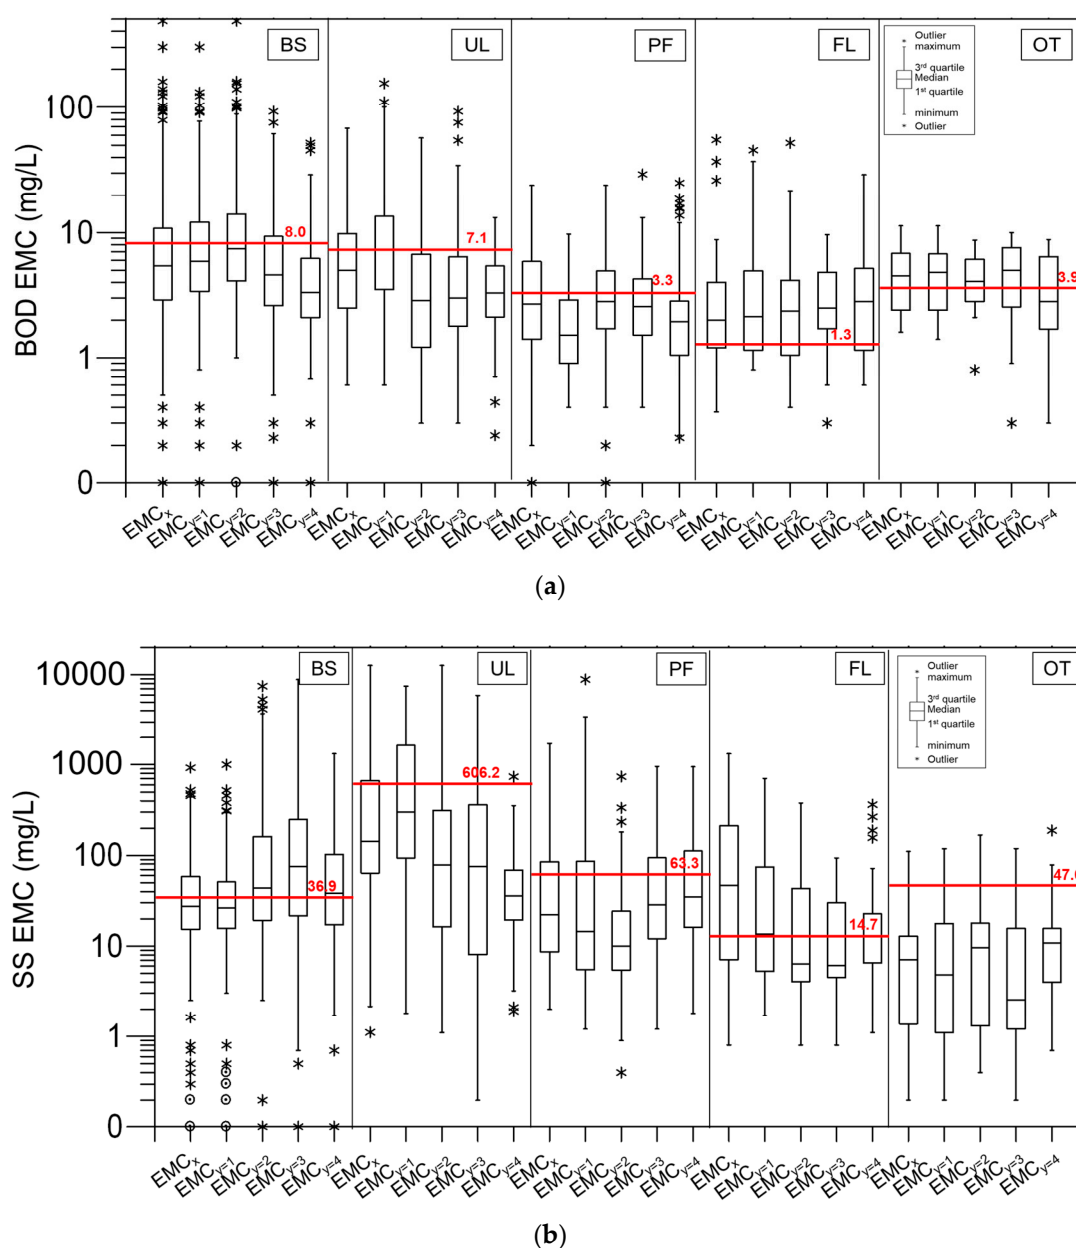 BS UL PF FL OT
Outlier
maximum
3rd quartile
Median
1st quartile
minimum
Outlier
BOD EMC (mg/L)
100
10
1
0
8.0
7.1
3.3
1.3
3.9
EMCx EMCy=1 EMCy=2 EMCy=3 EMCy=4 EMCx EMCy=1 EMCy=2 EMCy=3 EMCy=4 EMCx EMCy=1 EMCy=2 EMCy=3 EMCy=4 EMCx EMCy=1 EMCy=2 EMCy=3 EMCy=4 EMCx EMCy=1 EMCy=2 EMCy=3 EMCy=4
(a)
BS UL PF FL OT
Outlier
maximum
3rd quartile
Median
1st quartile
minimum
Outlier
SS EMC (mg/L)
10000
1000
100
10
1
0
36.9
606.2
63.3
14.7
EMCx EMCy=1 EMCy=2 EMCy=3 EMCy=4 EMCx EMCy=1 EMCy=2 EMCy=3 EMCy=4 EMCx EMCy=1 EMCy=2 EMCy=3 EMCy=4 EMCx EMCy=1 EMCy=2 EMCy=3 EMCy=4 EMCx EMCy=1 EMCy=2 EMCy=3 EMCy=4
(b)